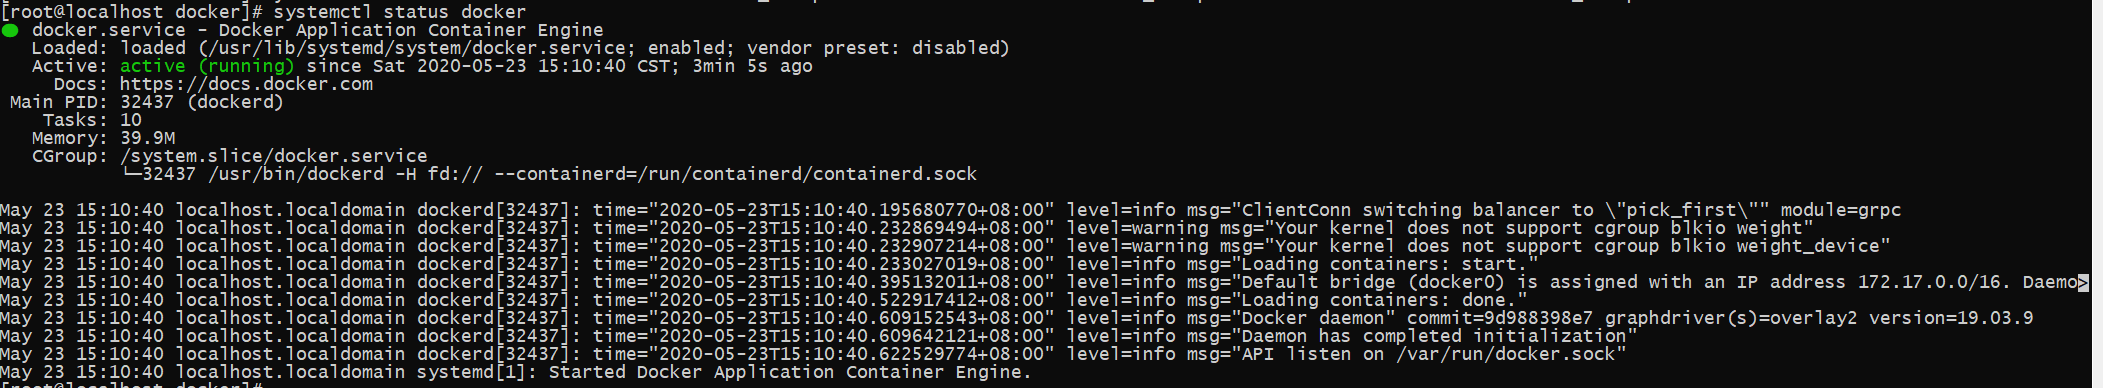 [root@localhost docker]# systemctl status docker
● docker.service - Docker Application Container Engine
   Loaded: loaded (/usr/lib/systemd/system/docker.service; enabled; vendor preset: disabled)
   Active: active (running) since Sat 2020-05-23 15:10:40 CST; 3min 5s ago
     Docs: https://docs.docker.com
 Main PID: 32437 (dockerd)
    Tasks: 10
   Memory: 39.9M
   CGroup: /system.slice/docker.service
           └─32437 /usr/bin/dockerd -H fd:// --containerd=/run/containerd/containerd.sock
May 23 15:10:40 localhost.localdomain dockerd[32437]: time="2020-05-23T15:10:40.195680770+08:00" level=info msg="ClientConn switching balancer to \"pick_first\"" module=grpc
May 23 15:10:40 localhost.localdomain dockerd[32437]: time="2020-05-23T15:10:40.232869494+08:00" level=warning msg="Your kernel does not support cgroup blkio weight"
May 23 15:10:40 localhost.localdomain dockerd[32437]: time="2020-05-23T15:10:40.232907214+08:00" level=warning msg="Your kernel does not support cgroup blkio weight_device"
May 23 15:10:40 localhost.localdomain dockerd[32437]: time="2020-05-23T15:10:40.233027019+08:00" level=info msg="Loading containers: start."
May 23 15:10:40 localhost.localdomain dockerd[32437]: time="2020-05-23T15:10:40.395132011+08:00" level=info msg="Default bridge (docker0) is assigned with an IP address 172.17.0.0/16. Daemo>
May 23 15:10:40 localhost.localdomain dockerd[32437]: time="2020-05-23T15:10:40.522917412+08:00" level=info msg="Loading containers: done."
May 23 15:10:40 localhost.localdomain dockerd[32437]: time="2020-05-23T15:10:40.609152543+08:00" level=info msg="Docker daemon" commit=9d988398e7 graphdriver(s)=overlay2 version=19.03.9
May 23 15:10:40 localhost.localdomain dockerd[32437]: time="2020-05-23T15:10:40.609642121+08:00" level=info msg="Daemon has completed initialization"
May 23 15:10:40 localhost.localdomain dockerd[32437]: time="2020-05-23T15:10:40.622529774+08:00" level=info msg="API listen on /var/run/docker.sock"
May 23 15:10:40 localhost.localdomain systemd[1]: Started Docker Application Container Engine.
[root@localhost docker]#